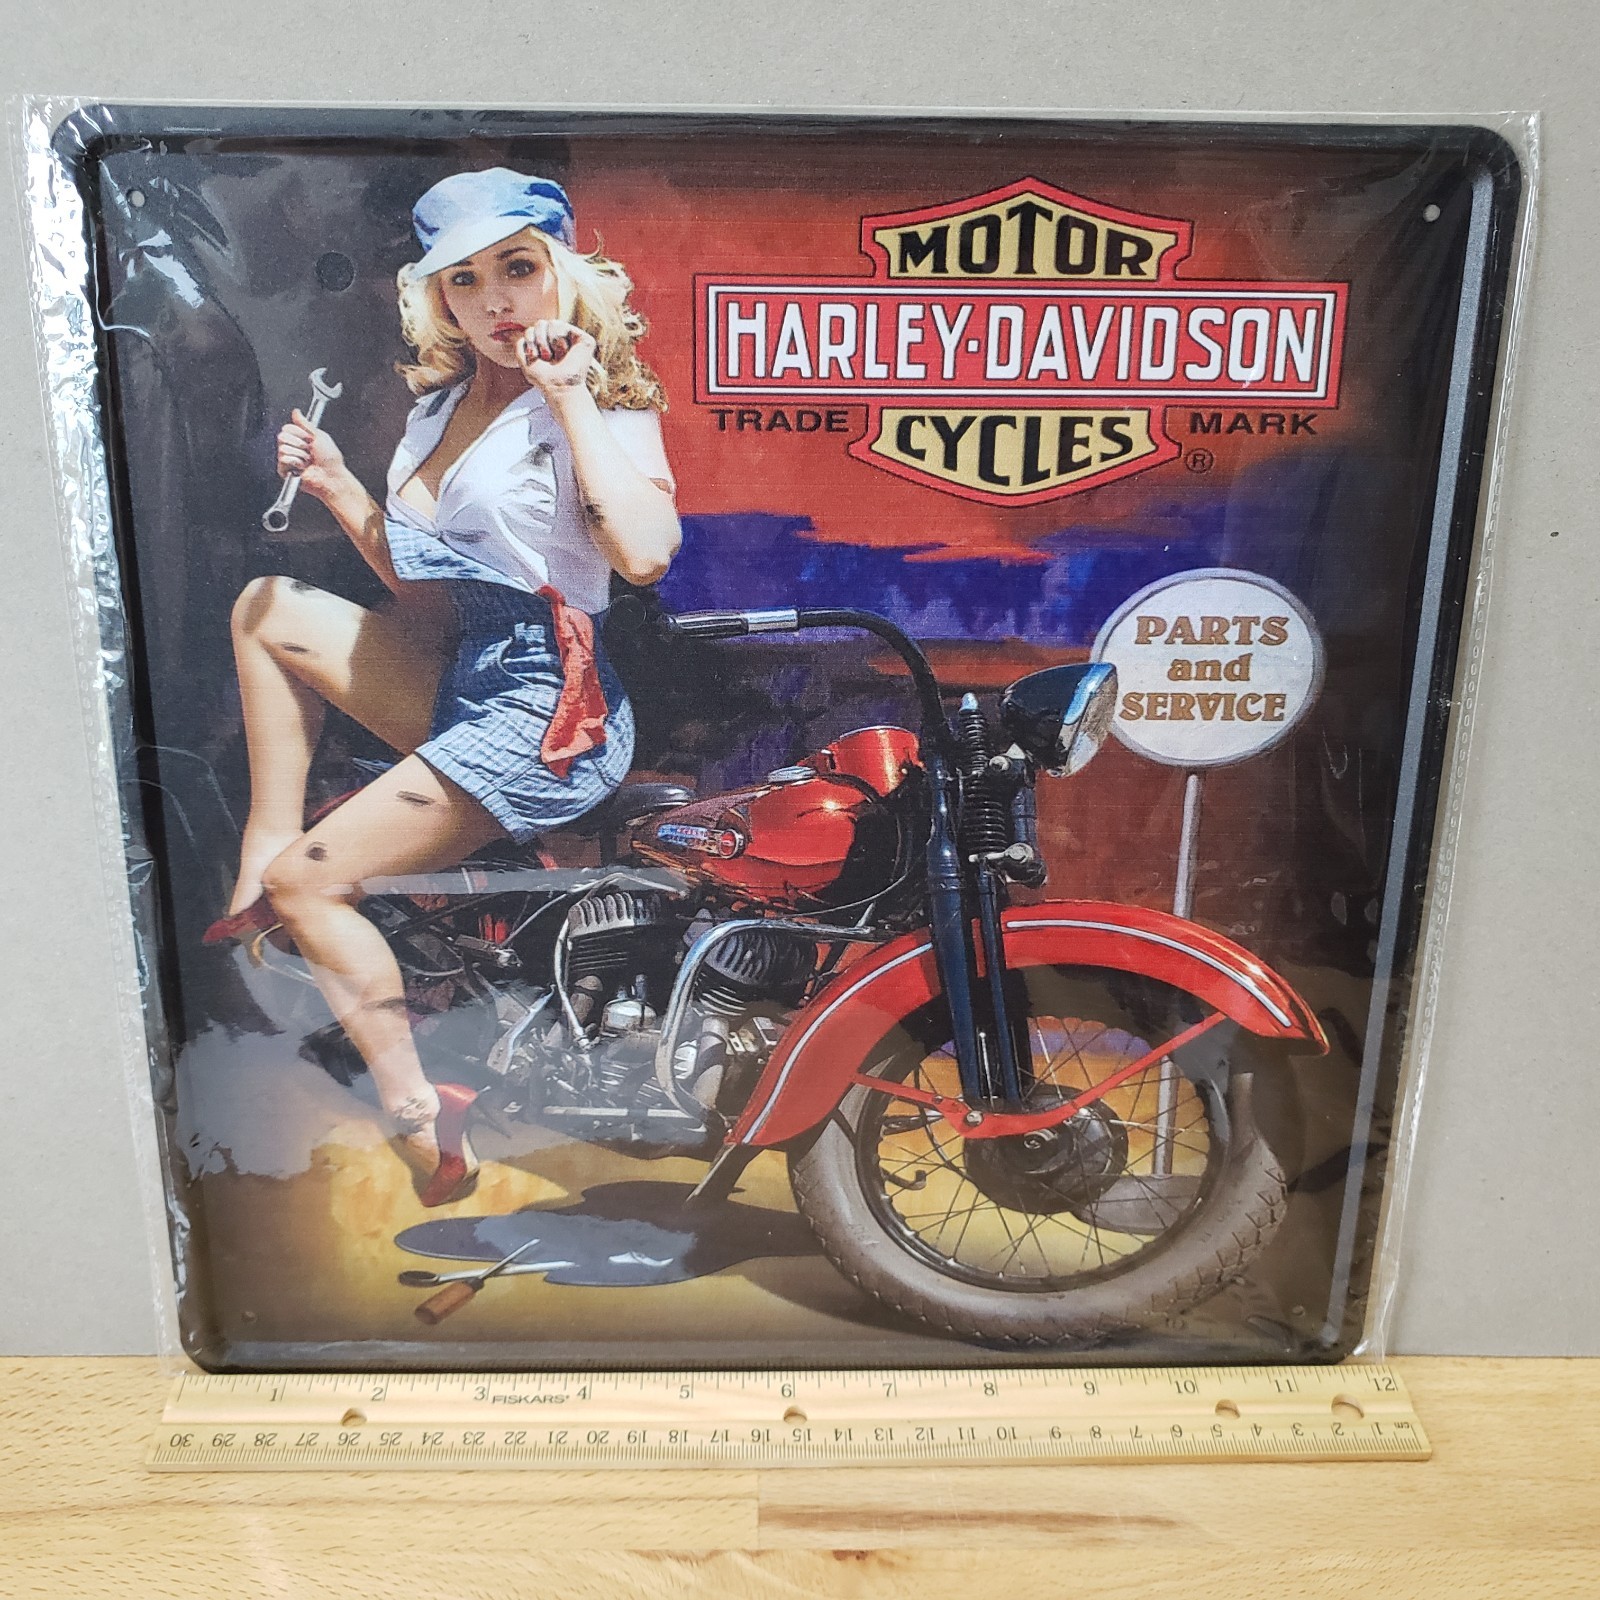 MOTOR
HARLEY-DAVIDSON
TRADE MARK
CYCLES
®
PARTS
and
SERVICE
1 2 3 FISKARS® 4 5 6 7 8 9 10 11 12
30 29 28 27 26 25 24 23 22 21 20 19 18 17 16 15 14 13 12 11 10 9 8 7 6 5 4 3 2 1 cm